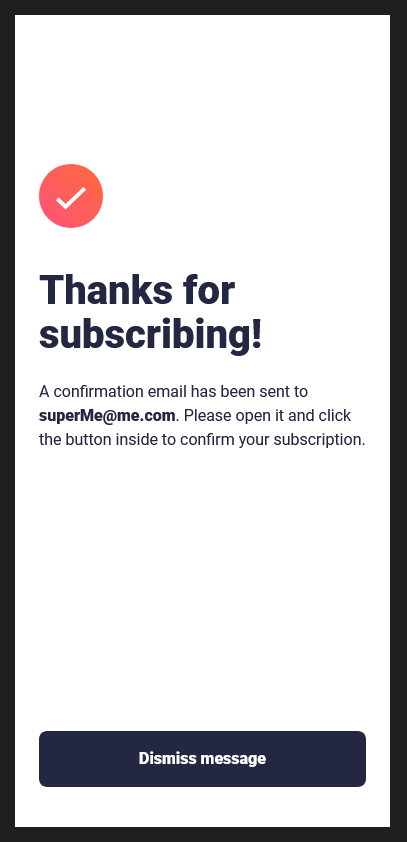 Thanks for
subscribing!
A confirmation email has been sent to
superMe@me.com. Please open it and click
the button inside to confirm your subscription.
Dismiss message